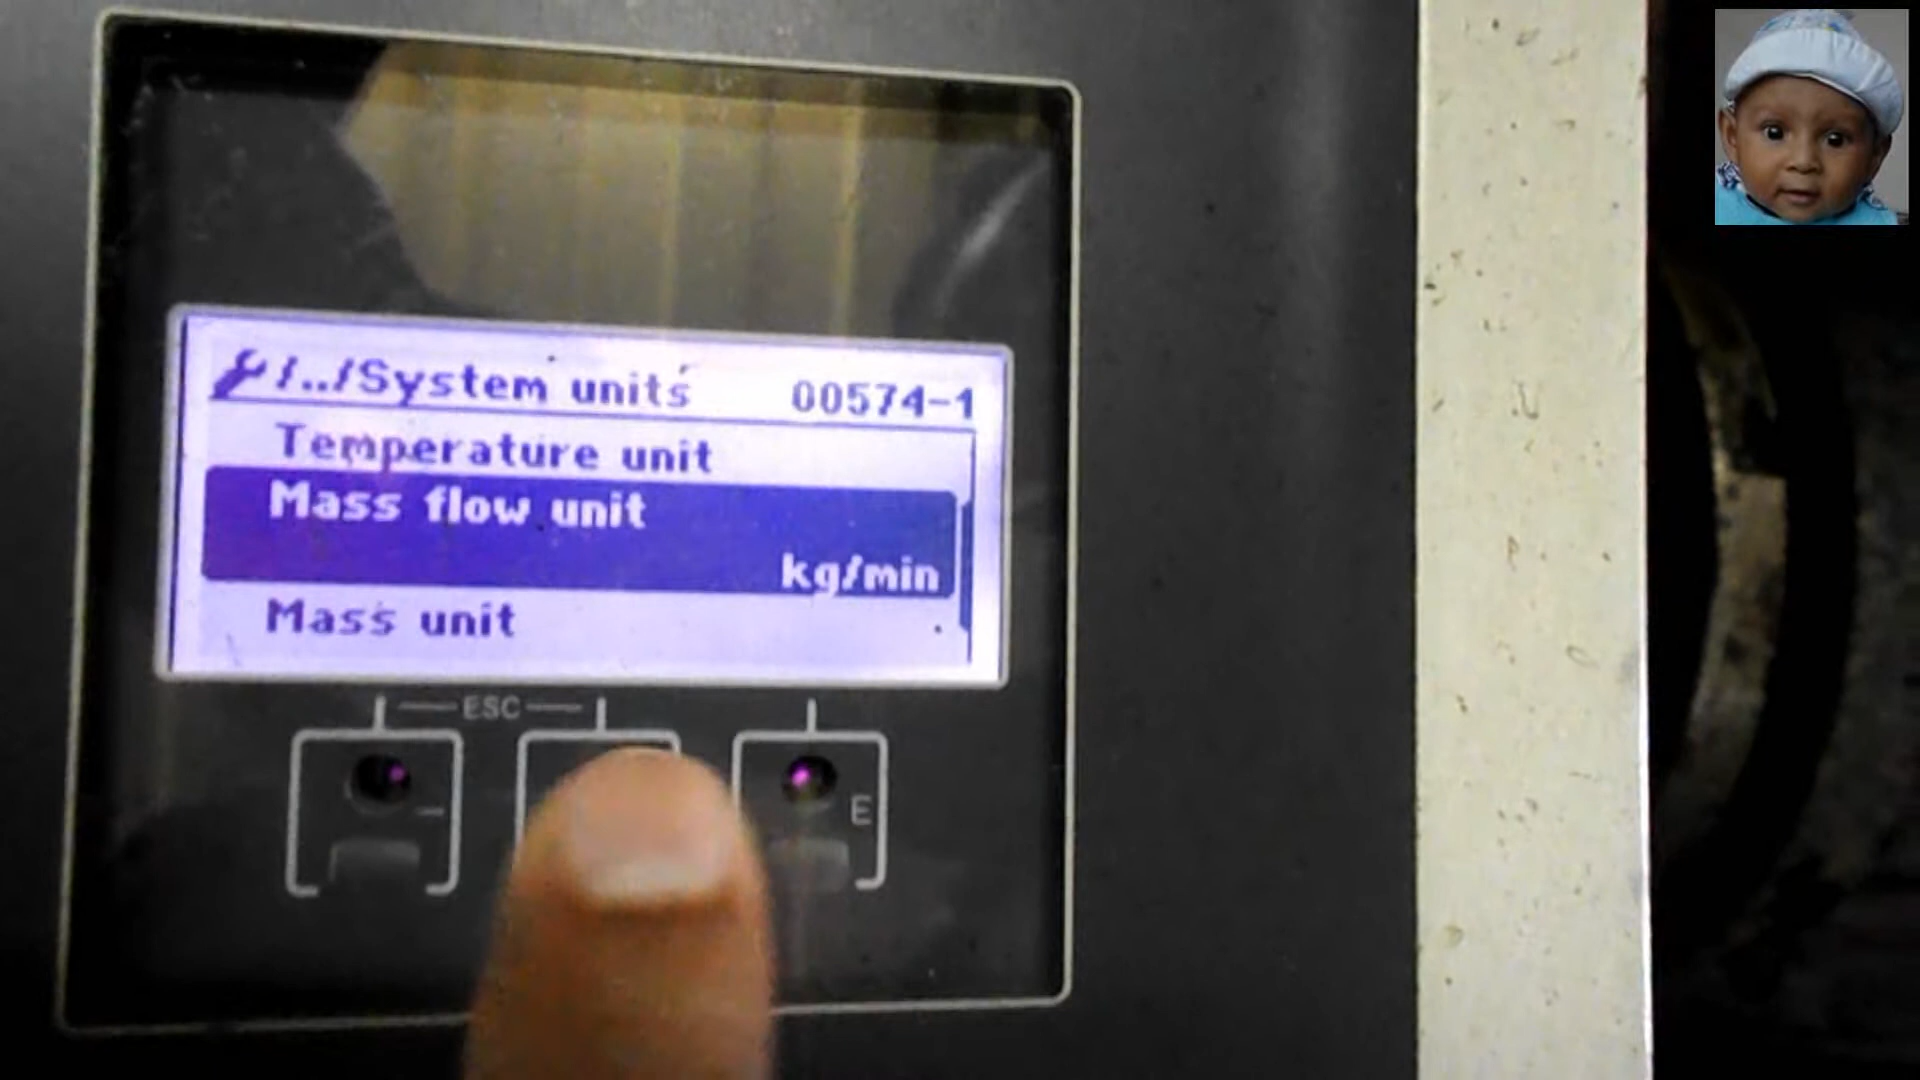 /../System units 00574-1
Temperature unit
Mass flow unit
kg/min
Mass unit
ESC
- E